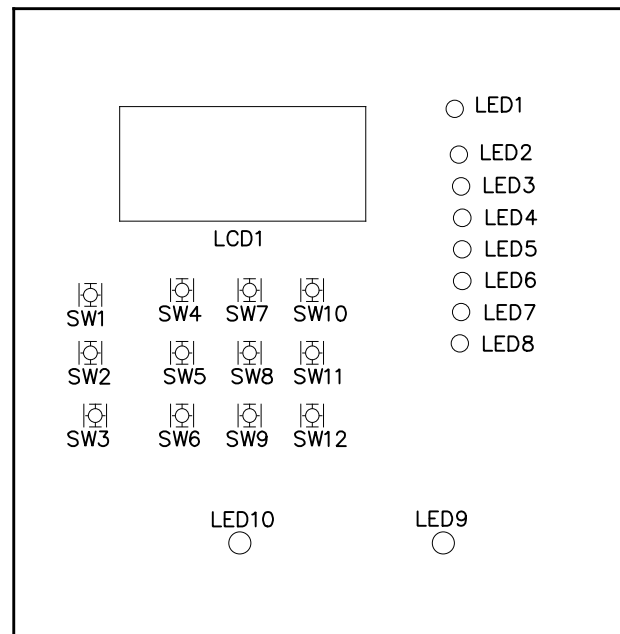 LED1
LED2
LED3
LED4
LED5
LED6
LED7
LED8
LCD1
SW1 SW4 SW7 SW10
SW2 SW5 SW8 SW11
SW3 SW6 SW9 SW12
LED10 LED9